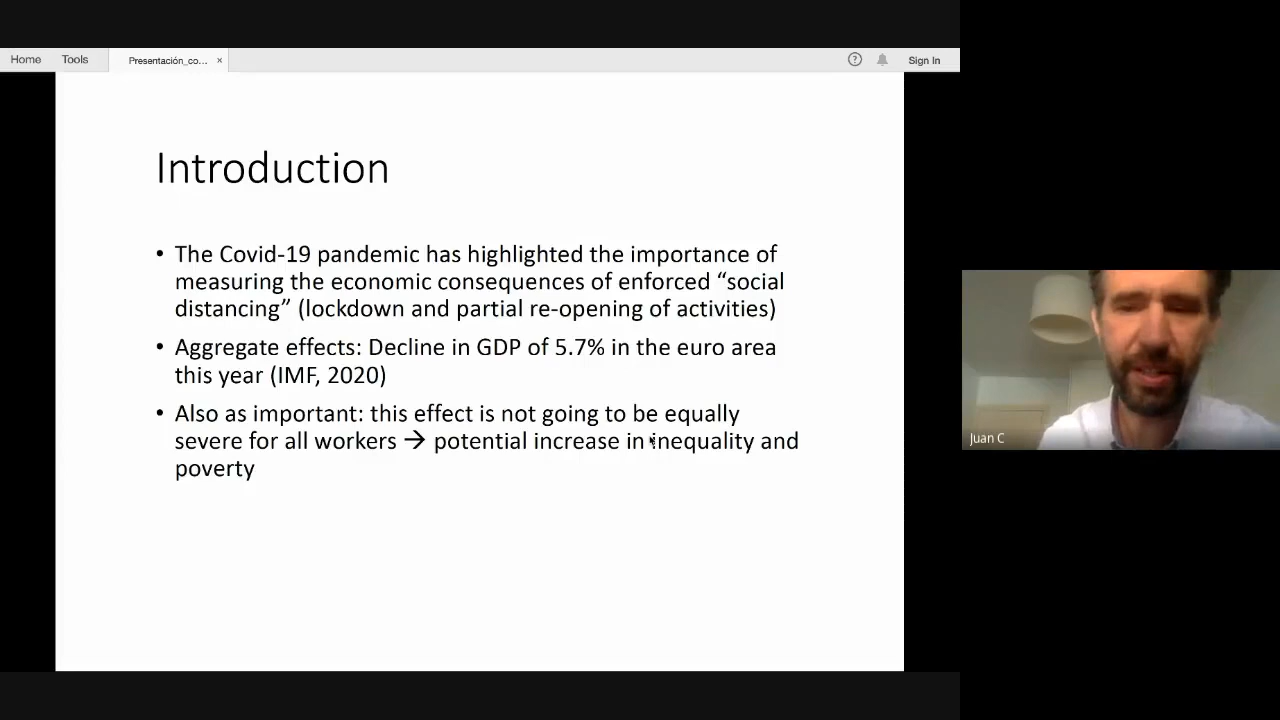 Home Tools Presentación_co... × ? Sign In
Introduction
• The Covid-19 pandemic has highlighted the importance of
measuring the economic consequences of enforced “social
distancing” (lockdown and partial re-opening of activities)
• Aggregate effects: Decline in GDP of 5.7% in the euro area
this year (IMF, 2020)
• Also as important: this effect is not going to be equally
severe for all workers → potential increase in inequality and
poverty
Juan C